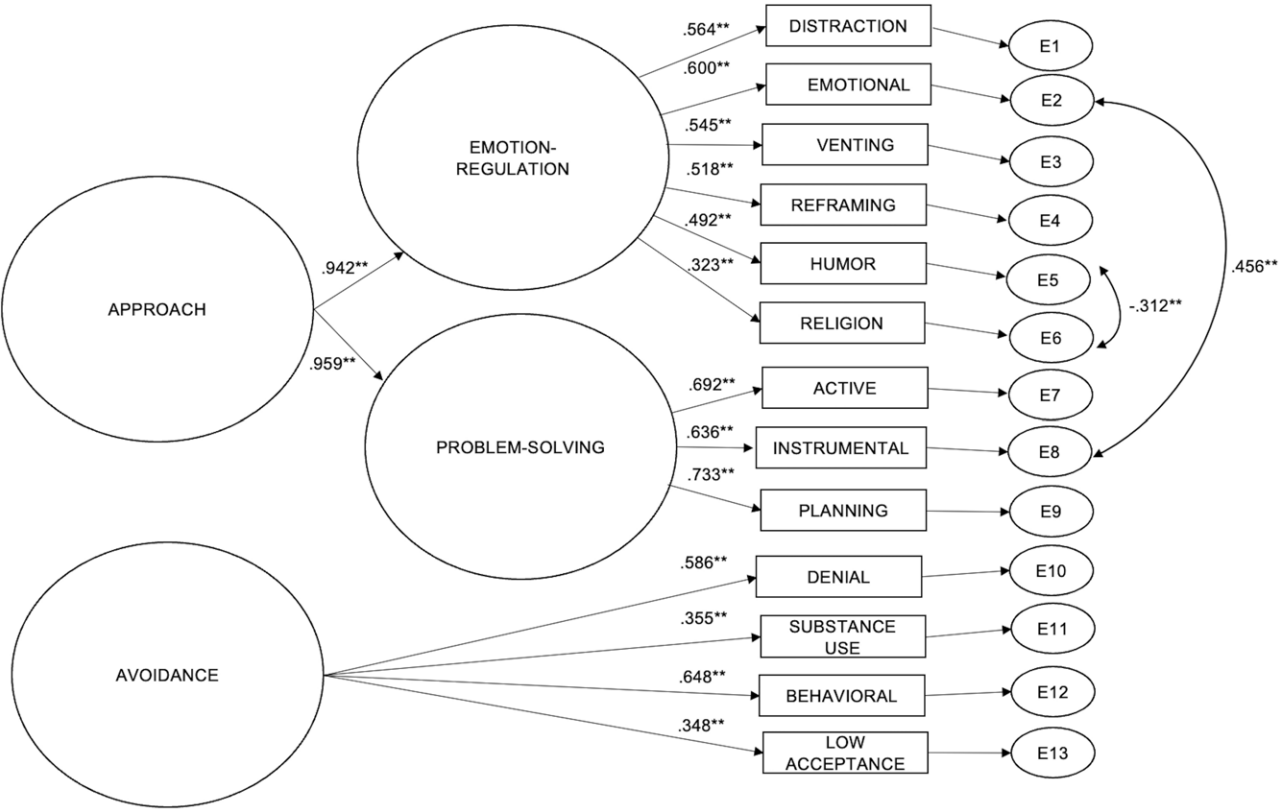 .564**
DISTRACTION
E1
.600**
EMOTIONAL
E2
.545**
VENTING
E3
EMOTION-
REGULATION
.518**
REFRAMING
E4
.492**
HUMOR
E5
.323**
RELIGION
E6
.942**
.456**
-.312**
APPROACH
.959**
.692**
ACTIVE
E7
PROBLEM-SOLVING
.636**
INSTRUMENTAL
E8
.733**
PLANNING
E9
.586**
DENIAL
E10
.355**
SUBSTANCE
USE
E11
AVOIDANCE
.648**
BEHAVIORAL
E12
.348**
LOW
ACCEPTANCE
E13